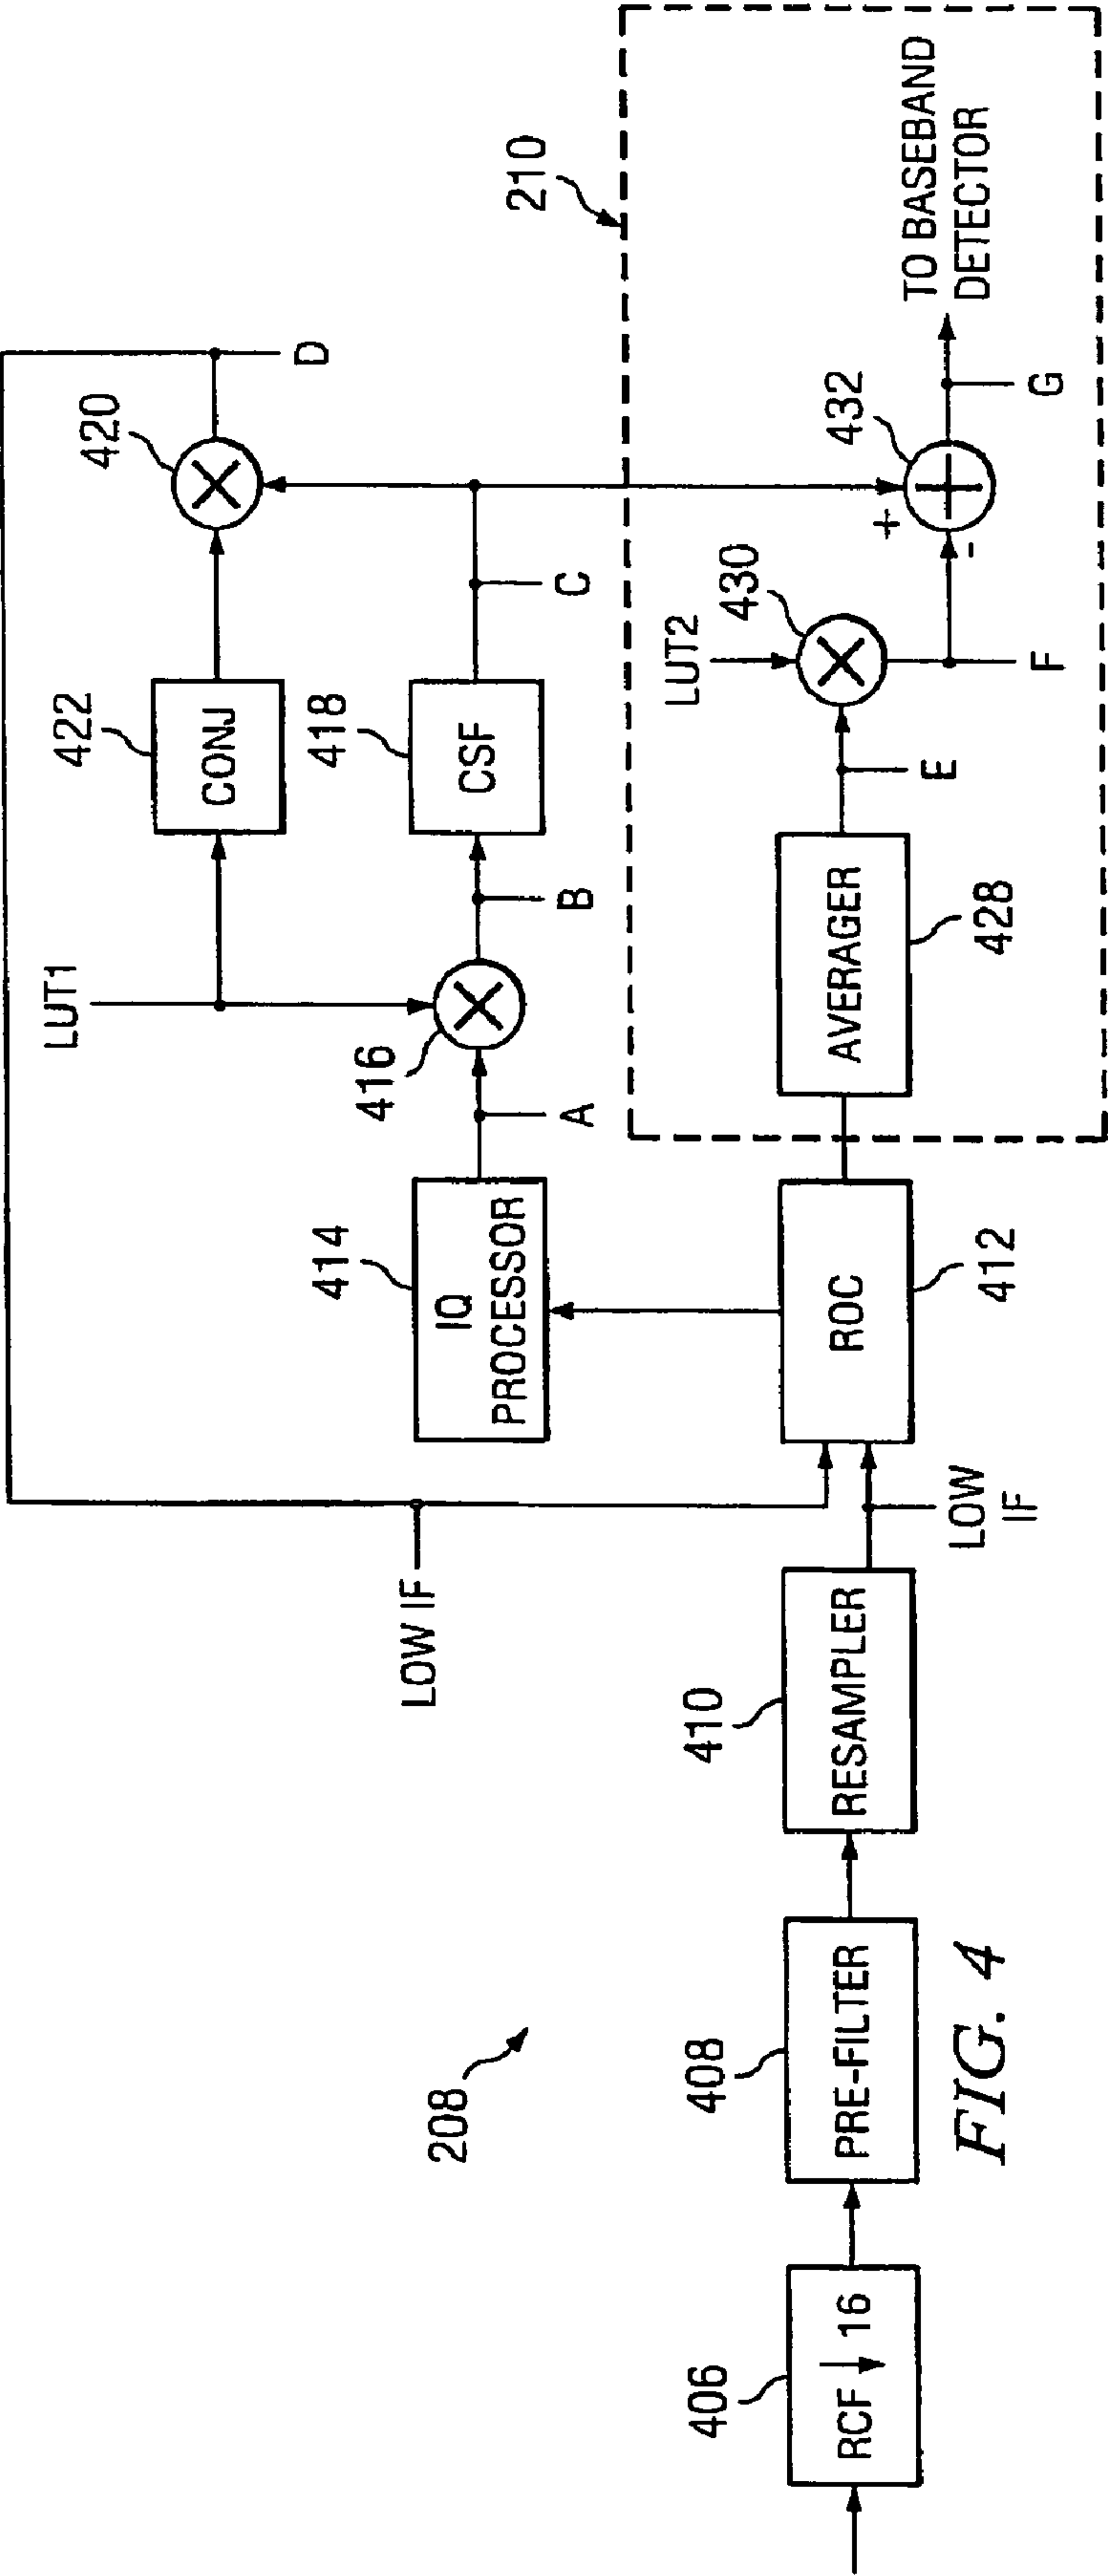 LUT1
422
CONJ
420
D
LOW IF
414
IQ
PROCESSOR
A
416
B
418
CSF
C
210
208
406
RCF ↓ 16
408
PRE-FILTER
410
RESAMPLER
LOW
IF
ROC
412
AVERAGER
428
E
LUT2
430
F
+
-
432
G
TO BASEBAND
DETECTOR
FIG. 4